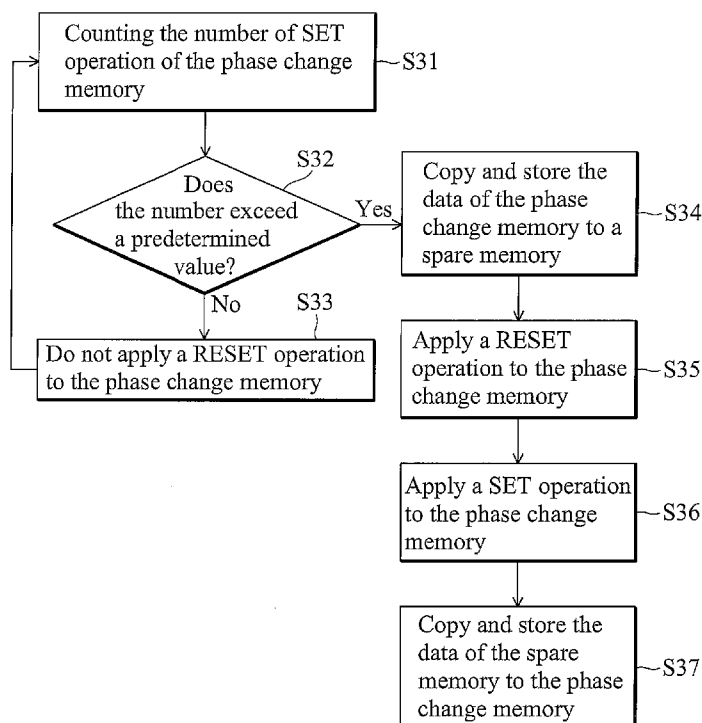 Counting the number of SET
operation of the phase change
memory
S31
S32
Does
the number exceed
a predetermined
value?
Yes
No
S33
Do not apply a RESET operation
to the phase change memory
Copy and store the
data of the phase
change memory to a
spare memory
S34
Apply a RESET
operation to the phase
change memory
S35
Apply a SET operation
to the phase change
memory
S36
Copy and store the
data of the spare
memory to the phase
change memory
S37